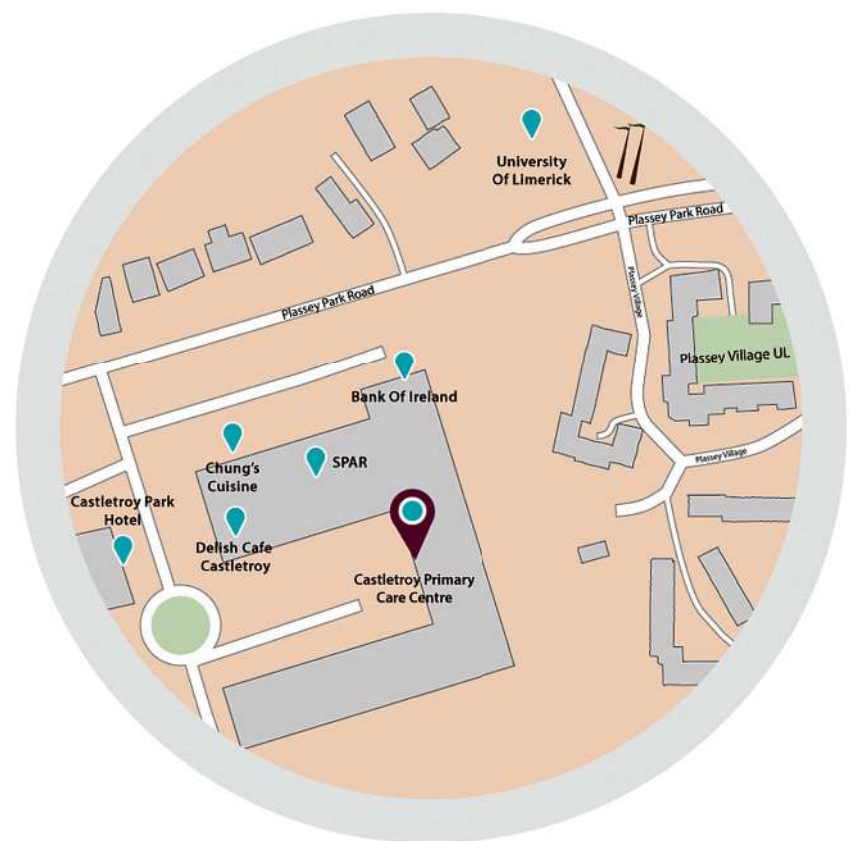 University
Of Limerick
Plassey Park Road
Plassey Park Road
Plassey Village
Plassey Village UL
Bank Of Ireland
Chung's
Cuisine
SPAR
Plassey Village
Castletroy Park
Hotel
Delish Cafe
Castletroy
Castletroy Primary
Care Centre